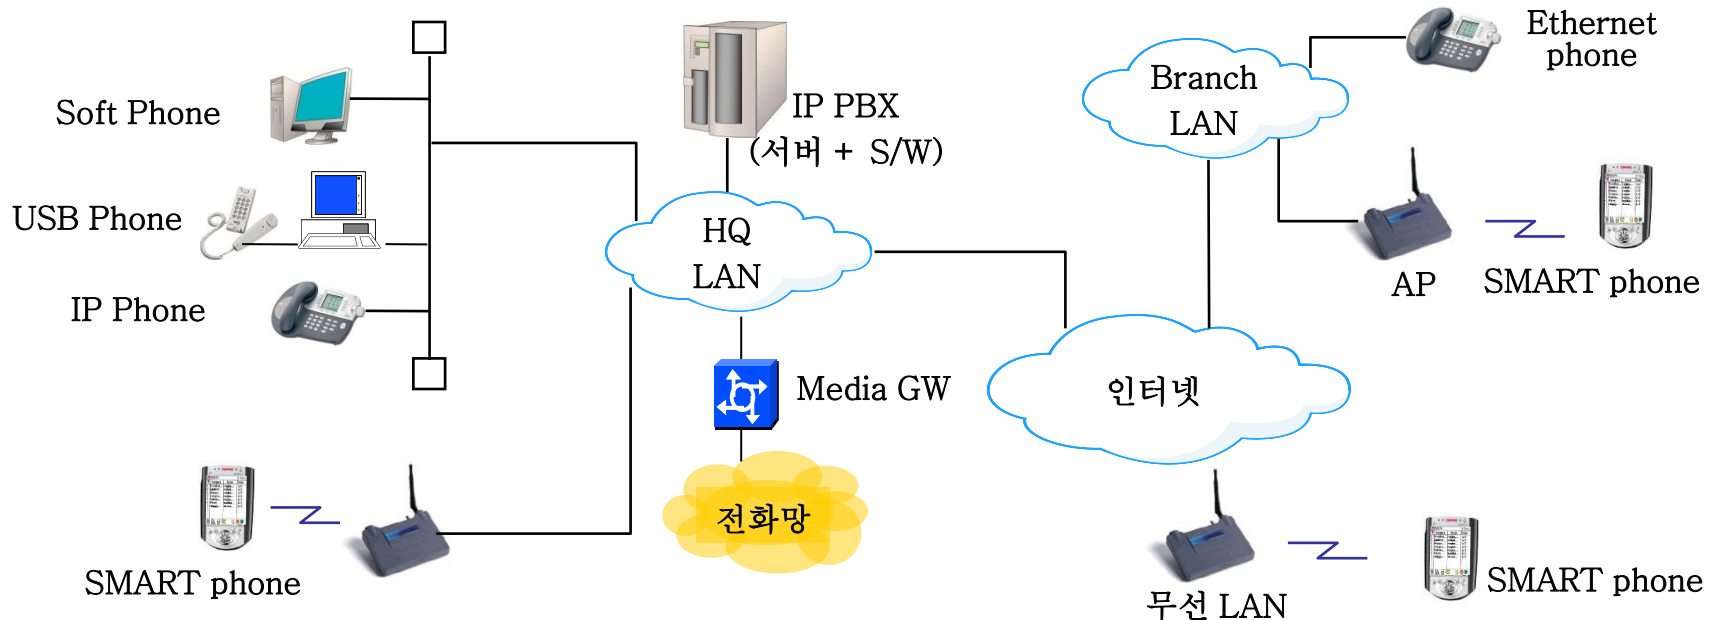 Ethernet
phone
Branch
LAN
Soft Phone
IP PBX
(서버 + S/W)
USB Phone
HQ
LAN
AP
SMART phone
IP Phone
Media GW
인터넷
전화망
SMART phone
무선 LAN
SMART phone